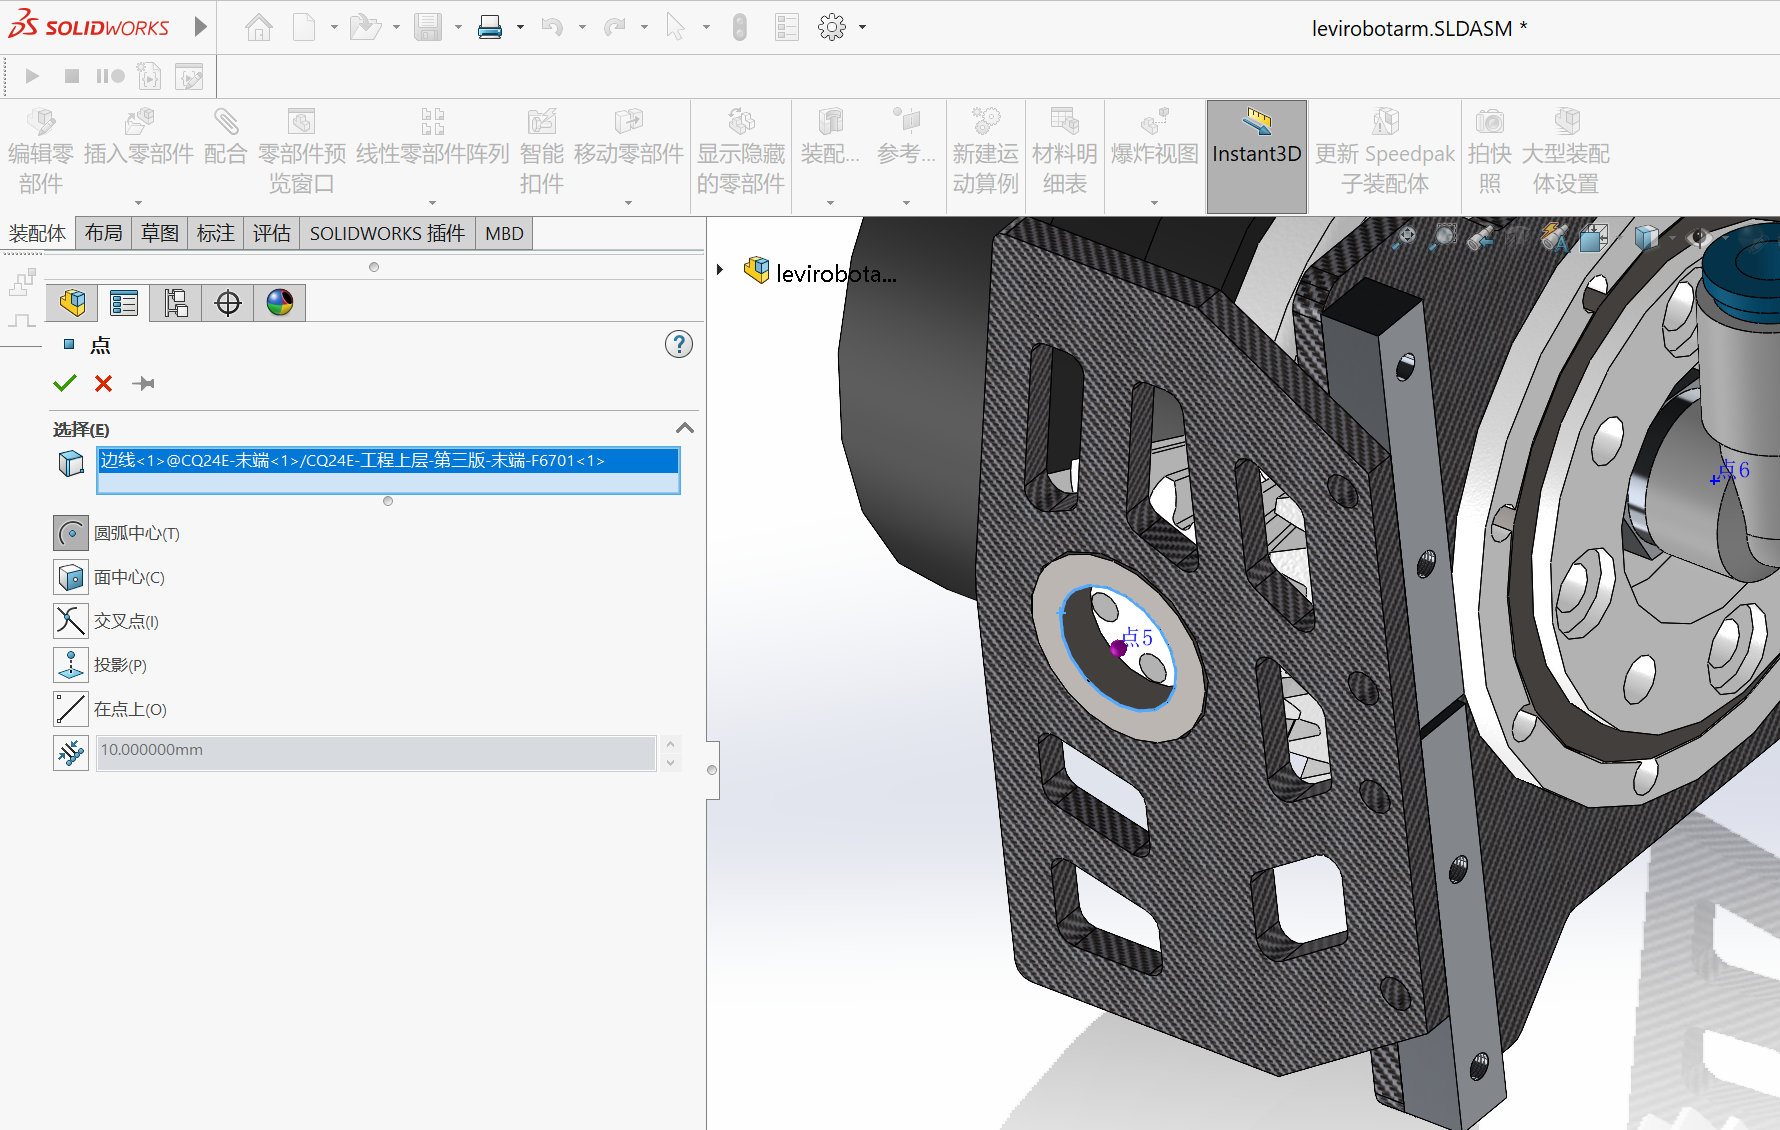 SOLIDWORKS
levirobotarm.SLDASM *
编辑零部件
插入零部件
配合
零部件预览窗口
线性零部件阵列
智能扣件
移动零部件
显示隐藏的零部件
装配...
参考...
新建运动算例
材料明细表
爆炸视图
Instant3D
更新 Speedpak 子装配体
拍快照
大型装配体设置
装配体
布局
草图
标注
评估
SOLIDWORKS 插件
MBD
levirobota...
点
?
选择(E)
边线<1>@CQ24E-末端<1>/CQ24E-工程上层-第三版-末端-F6701<1>
圆弧中心(T)
面中心(C)
交叉点(I)
投影(P)
在点上(O)
10.000000mm
点5
点6